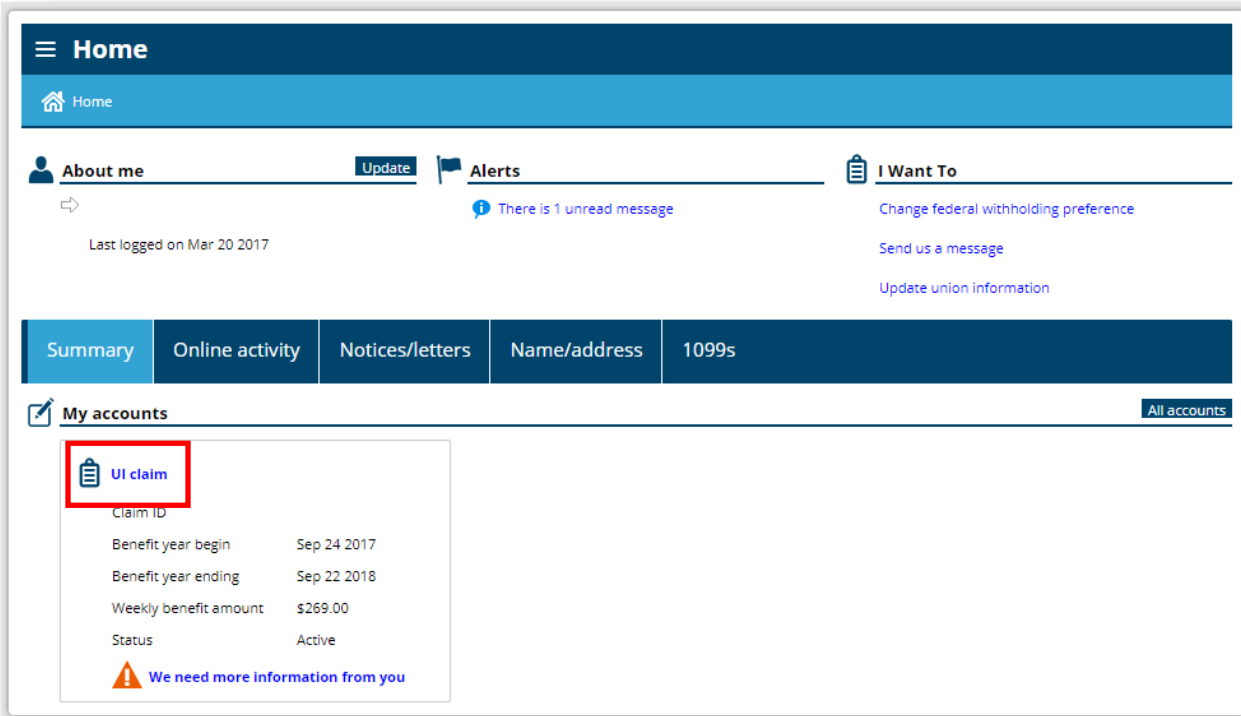 Home
Home
About me
Update
Last logged on Mar 20 2017
Alerts
There is 1 unread message
I Want To
Change federal withholding preference
Send us a message
Update union information
Summary Online activity Notices/letters Name/address 1099s
My accounts
All accounts
UI claim
Claim ID
Benefit year begin Sep 24 2017
Benefit year ending Sep 22 2018
Weekly benefit amount $269.00
Status Active
We need more information from you